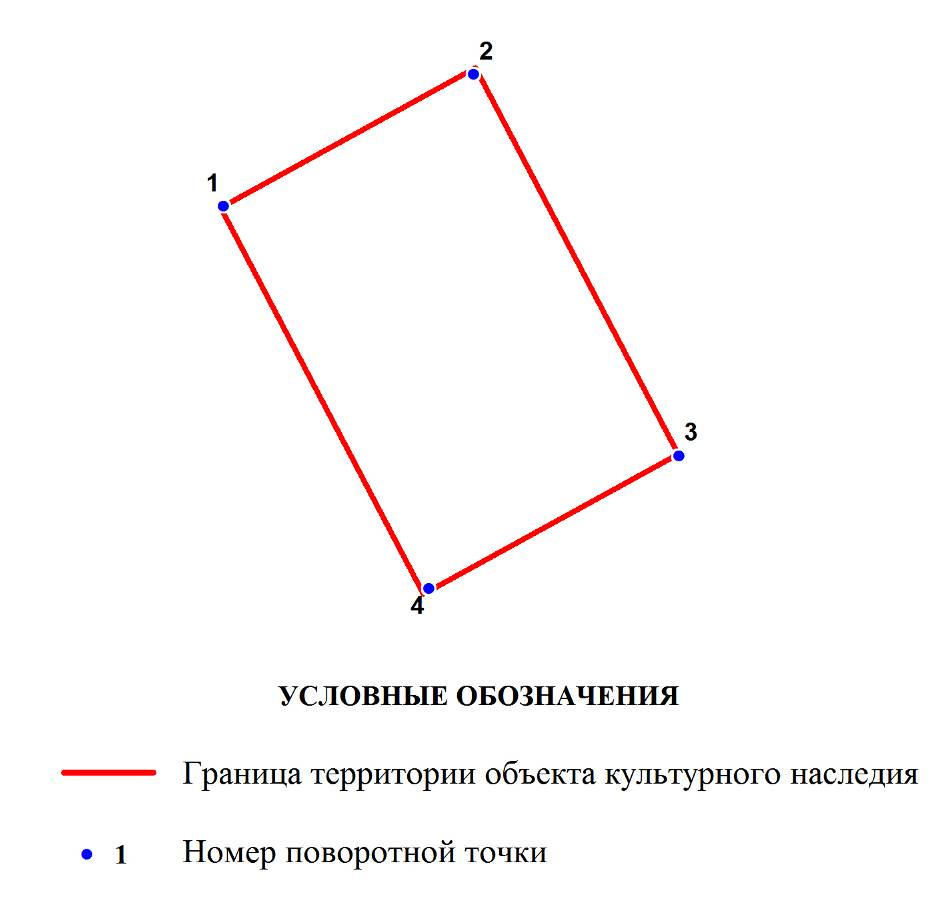 2
1
3
4
УСЛОВНЫЕ ОБОЗНАЧЕНИЯ
Граница территории объекта культурного наследия
1 Номер поворотной точки